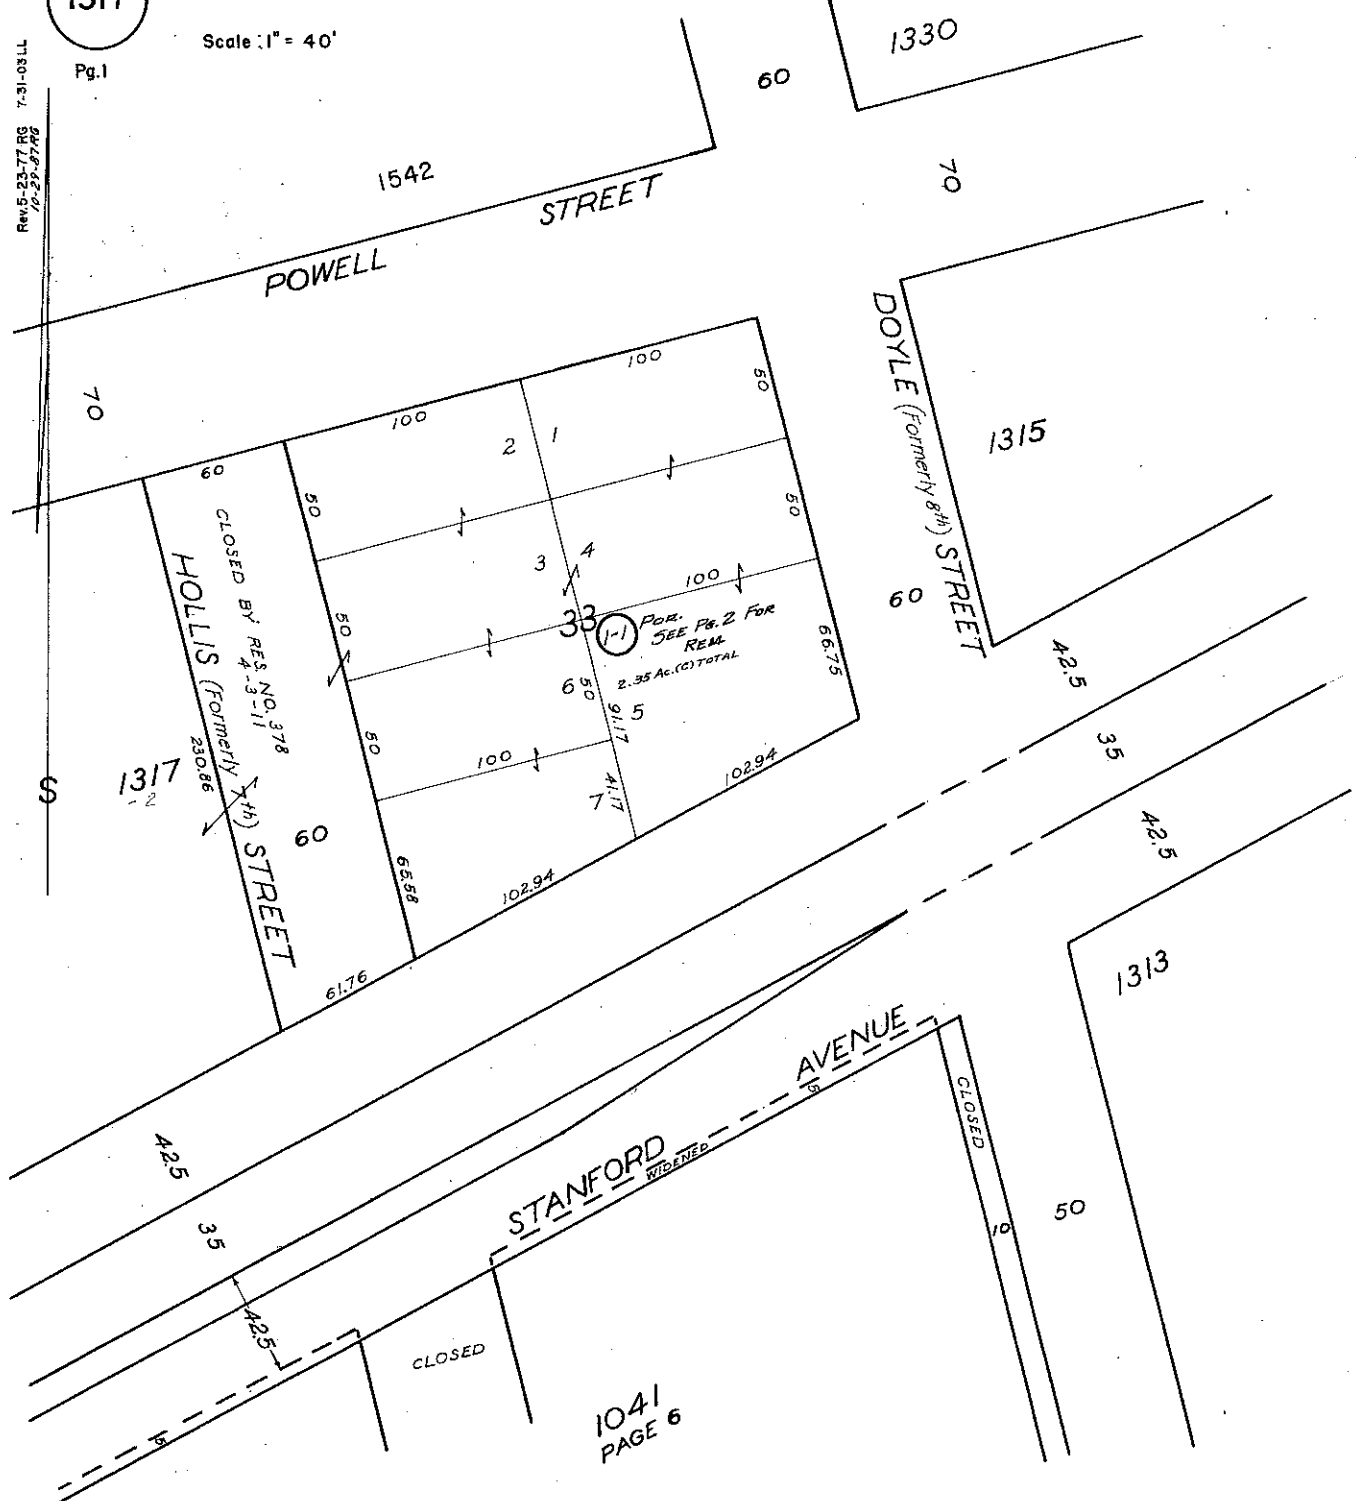 1317
Scale : 1" = 40'
Pg.1
Rev. 5-23-77 RG 7-31-03 LL
10-29-87 RG
1330
60
1542
70
POWELL STREET
70
100
100
60
50
50
50
50
50
2
1
3
4
33
1-1
POR.
SEE PG. 2 FOR
REM.
2.35 Ac.(C) TOTAL
100
6
50
5
91.17
100
41.17
7
66.75
65.58
102.94
102.94
61.76
DOYLE (Formerly 8th) STREET
1315
60
CLOSED BY RES. NO. 378
4-3-11
HOLLIS (Formerly 7th) STREET
230.86
60
S
1317
-2
42.5
35
42.5
1313
STANFORD AVENUE
WIDENED
15
CLOSED
10
50
42.5
35
42.5
15
CLOSED
1041
PAGE 6